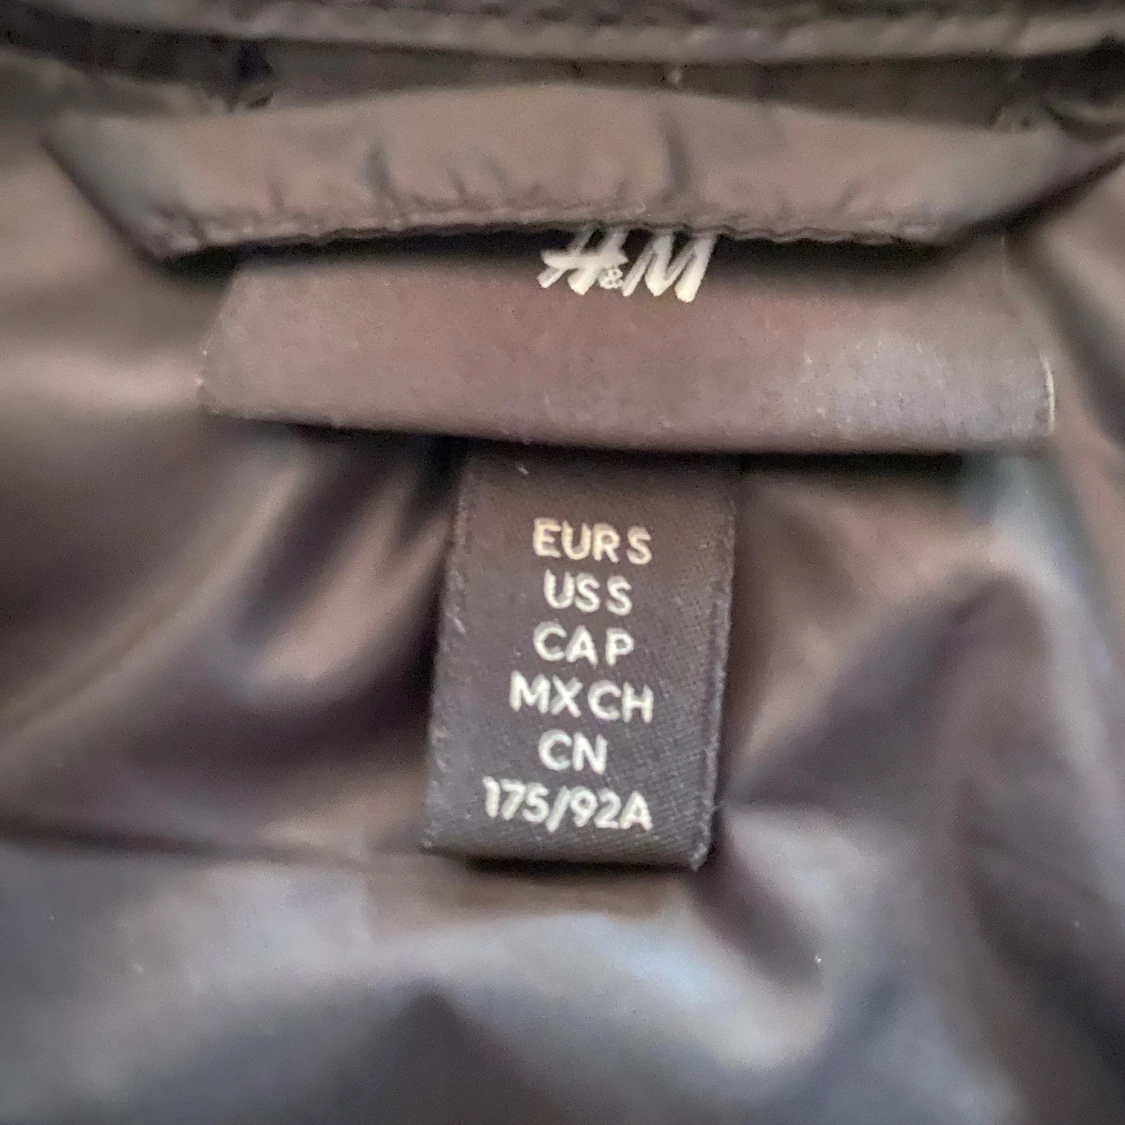 H&M
EUR S
US S
CA P
MX CH
CN
175/92A